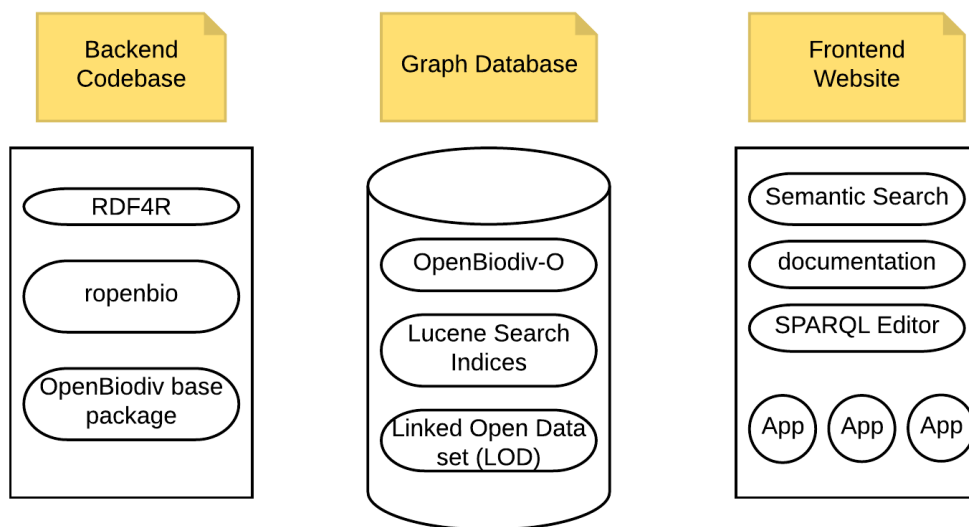 Backend
Codebase
RDF4R
ropenbio
OpenBiodiv base
package
Graph Database
OpenBiodiv-O
Lucene Search
Indices
Linked Open Data
set (LOD)
Frontend
Website
Semantic Search
documentation
SPARQL Editor
App
App
App